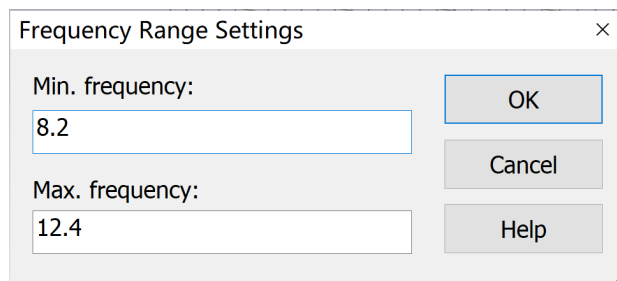 Frequency Range Settings
Min. frequency:
8.2
Max. frequency:
12.4
OK
Cancel
Help